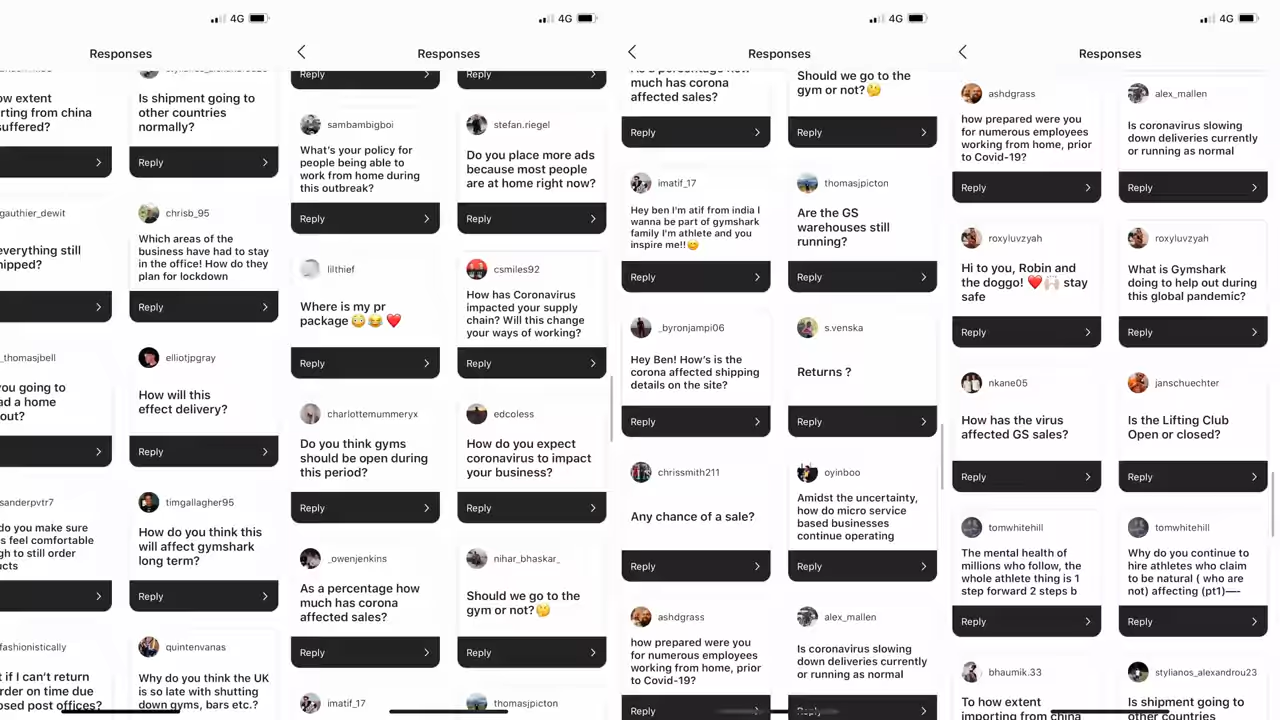 4G
Responses
ow extent
rting from china
suffered?
Is shipment going to
other countries
normally?
Reply
gauthier_dewit
everything still
hipped?
chrisb_95
Which areas of the
business have had to stay
in the office! How do they
plan for lockdown
Reply
_thomasjbell
you going to
ad a home
out?
elliotjpgray
How will this
effect delivery?
Reply
sanderpvtr7
do you make sure
es feel comfortable
gh to still order
ucts
timgallagher95
How do you think this
will affect gymshark
long term?
Reply
fashionistically
t if I can't return
rder on time due
osed post offices?
quintenvanas
Why do you think the UK
is so late with shutting
down gyms, bars etc.?
4G
Responses
Reply
Reply
sambambigboi
What's your policy for
people being able to
work from home during
this outbreak?
Reply
stefan.riegel
Do you place more ads
because most people
are at home right now?
Reply
lilthief
Where is my pr
package 😳😂 ❤️
Reply
csmiles92
How has Coronavirus
impacted your supply
chain? Will this change
your ways of working?
Reply
charlottemummeryx
Do you think gyms
should be open during
this period?
Reply
edcoless
How do you expect
coronavirus to impact
your business?
Reply
_owenjenkins
As a percentage how
much has corona
affected sales?
Reply
nihar_bhaskar_
Should we go to the
gym or not?🤔
Reply
imatif_17
thomasjpicton
4G
Responses
As a percentage how
much has corona
affected sales?
Reply
Should we go to the
gym or not?🤔
Reply
imatif_17
Hey ben I'm atif from india I
wanna be part of gymshark
family I'm athlete and you
inspire me!!😊
Reply
thomasjpicton
Are the GS
warehouses still
running?
Reply
_byronjampi06
Hey Ben! How's is the
corona affected shipping
details on the site?
Reply
s.venska
Returns ?
Reply
chrissmith211
Any chance of a sale?
Reply
oyinboo
Amidst the uncertainty,
how do micro service
based businesses
continue operating
Reply
ashdgrass
how prepared were you
for numerous employees
working from home, prior
to Covid-19?
Reply
alex_mallen
Is coronavirus slowing
down deliveries currently
or running as normal
Reply
4G
Responses
ashdgrass
how prepared were you
for numerous employees
working from home, prior
to Covid-19?
Reply
alex_mallen
Is coronavirus slowing
down deliveries currently
or running as normal
Reply
roxyluvzyah
Hi to you, Robin and
the doggo! ❤️🙌🏻 stay
safe
Reply
roxyluvzyah
What is Gymshark
doing to help out during
this global pandemic?
Reply
nkane05
How has the virus
affected GS sales?
Reply
janschuechter
Is the Lifting Club
Open or closed?
Reply
tomwhitehill
The mental health of
millions who follow, the
whole athlete thing is 1
step forward 2 steps b
Reply
tomwhitehill
Why do you continue to
hire athletes who claim
to be natural ( who are
not) affecting (pt1)—-
Reply
bhaumik.33
To how extent
importing from china
stylianos_alexandrou23
Is shipment going to
other countries